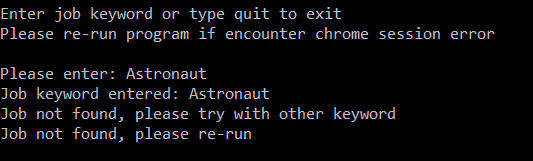 Enter job keyword or type quit to exit
Please re-run program if encounter chrome session error
Please enter: Astronaut
Job keyword entered: Astronaut
Job not found, please try with other keyword
Job not found, please re-run